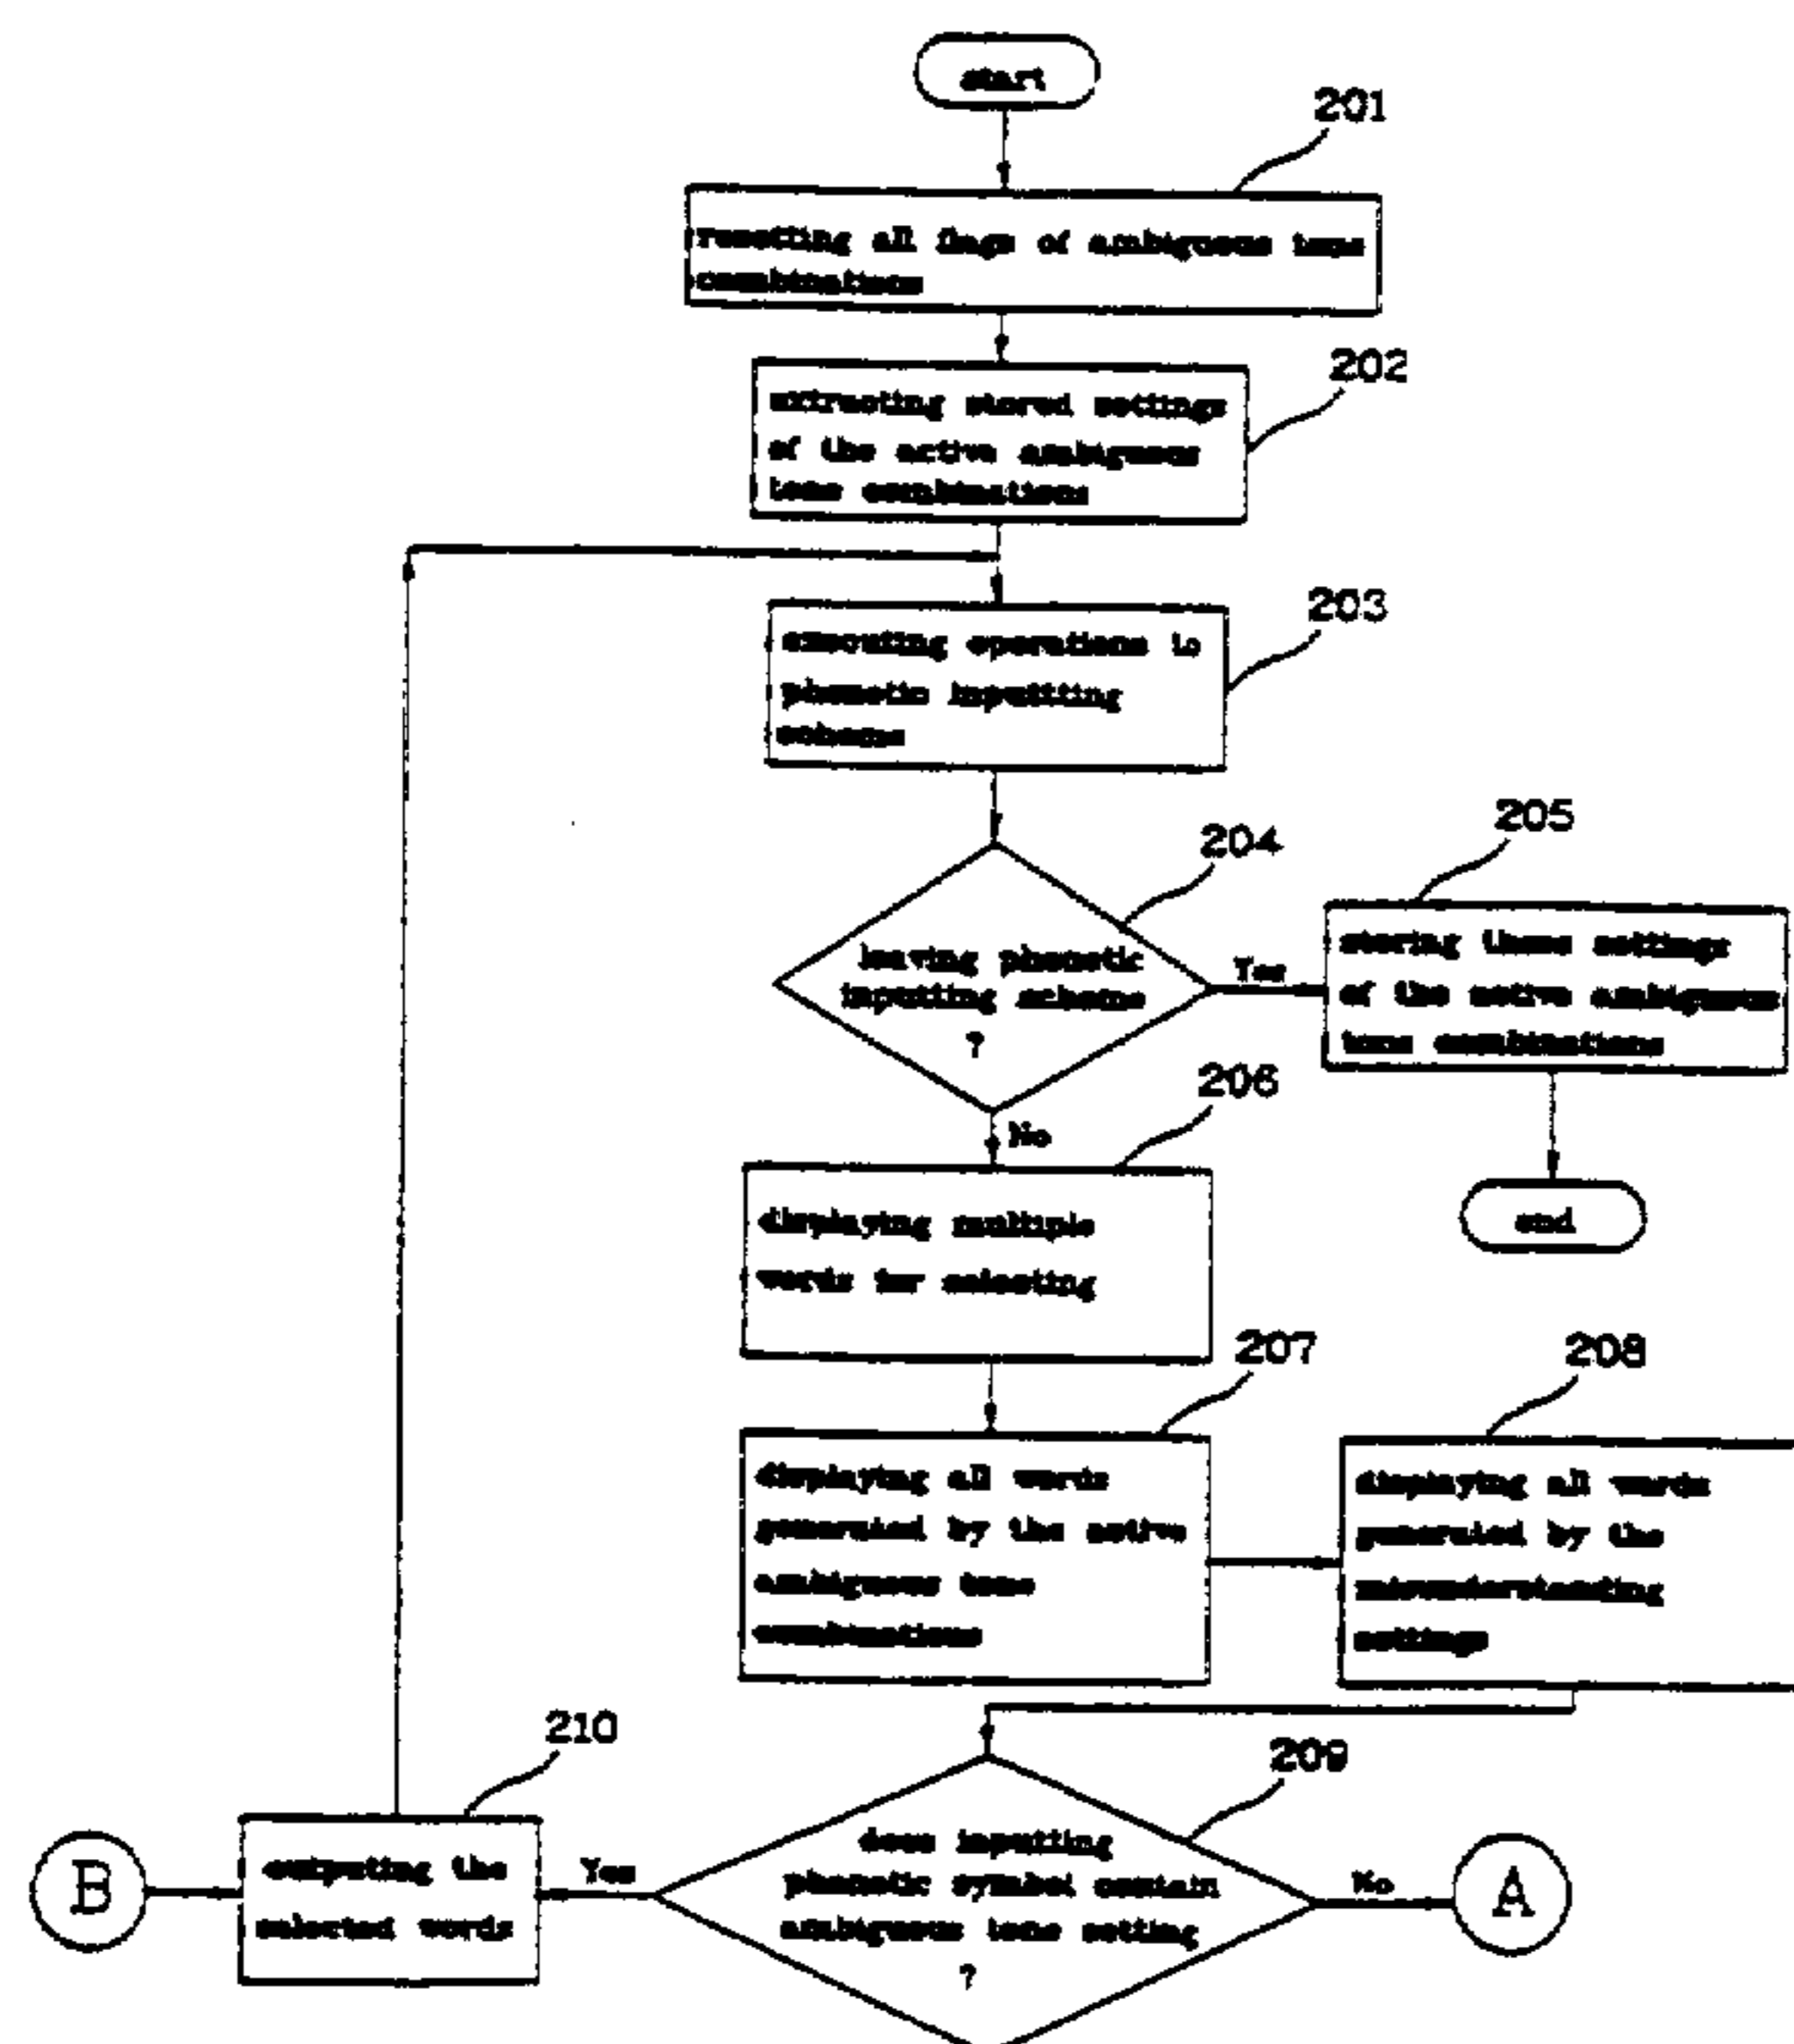 start
201
resetting all flags of ambiguous tone
combinations
202
extracting stored settings
of the active ambiguous
tone combinations
203
executing operations in
phonetic inputting
scheme
204
leaving phonetic
inputting scheme
?
Yes
205
storing these settings
of the active ambiguous
tone combinations
No
end
206
displaying multiple
words for selecting
207
displaying all words
generated by the active
ambiguous tone
combinations
208
displaying all words
generated by the
misunderstanding
settings
209
does inputting
phonetic symbol contain
ambiguous tone setting
?
Yes
No
A
210
outputting the
selected words
B